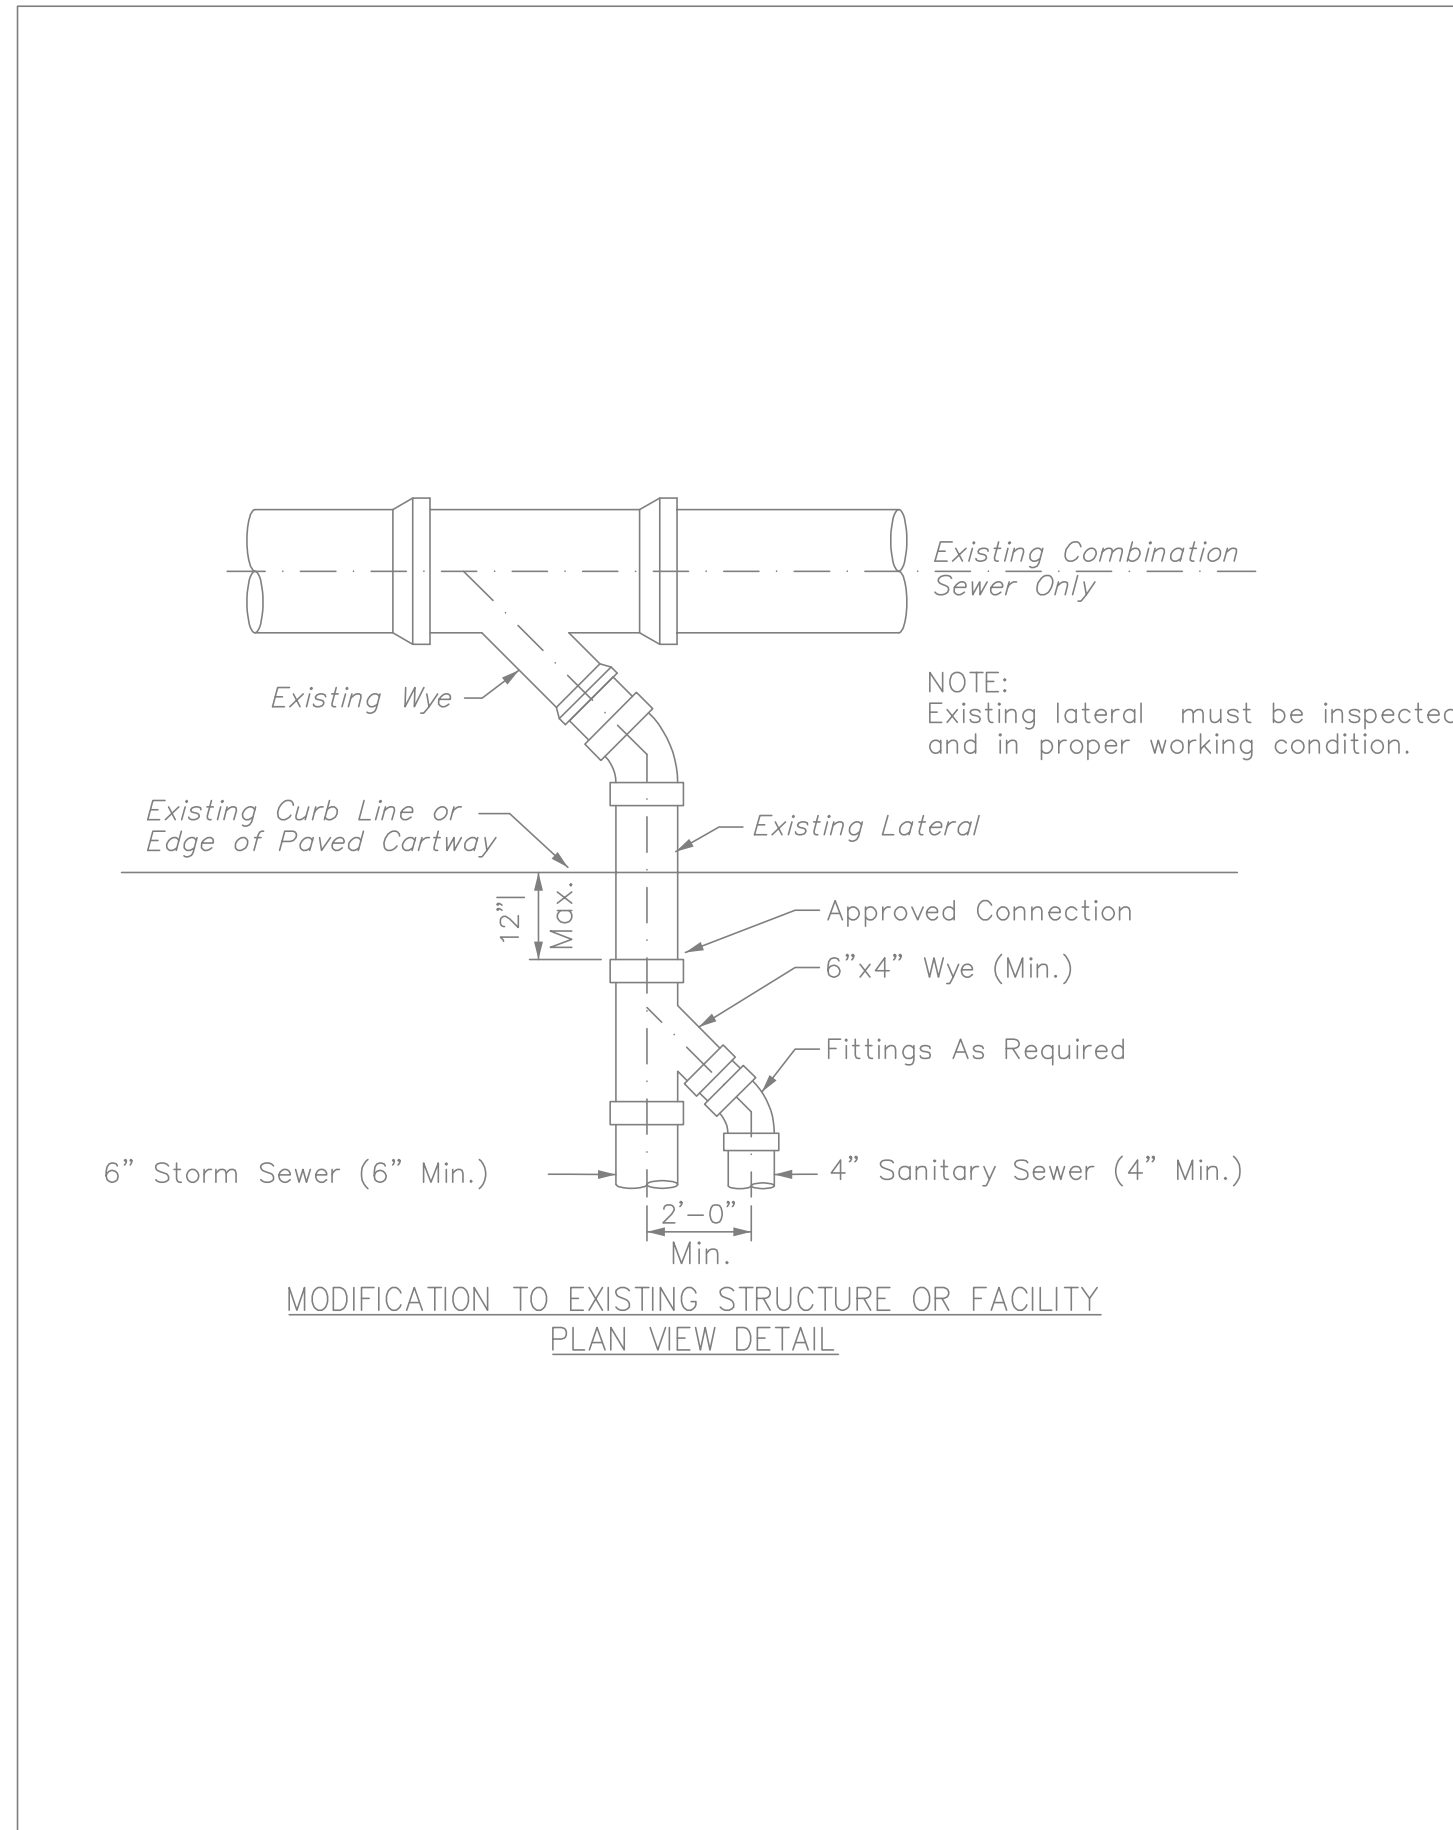 Existing Combination
Sewer Only
Existing Wye
NOTE:
Existing lateral must be inspected
and in proper working condition.
Existing Curb Line or
Edge of Paved Cartway
Existing Lateral
12"
Max.
Approved Connection
6”x4” Wye (Min.)
Fittings As Required
6” Storm Sewer (6” Min.)
4” Sanitary Sewer (4” Min.)
2’-0”
Min.
MODIFICATION TO EXISTING STRUCTURE OR FACILITY
PLAN VIEW DETAIL